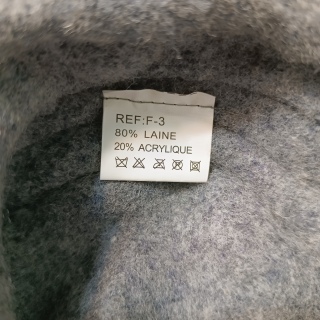 REF:F-3
80% LAINE
20% ACRYLIQUE